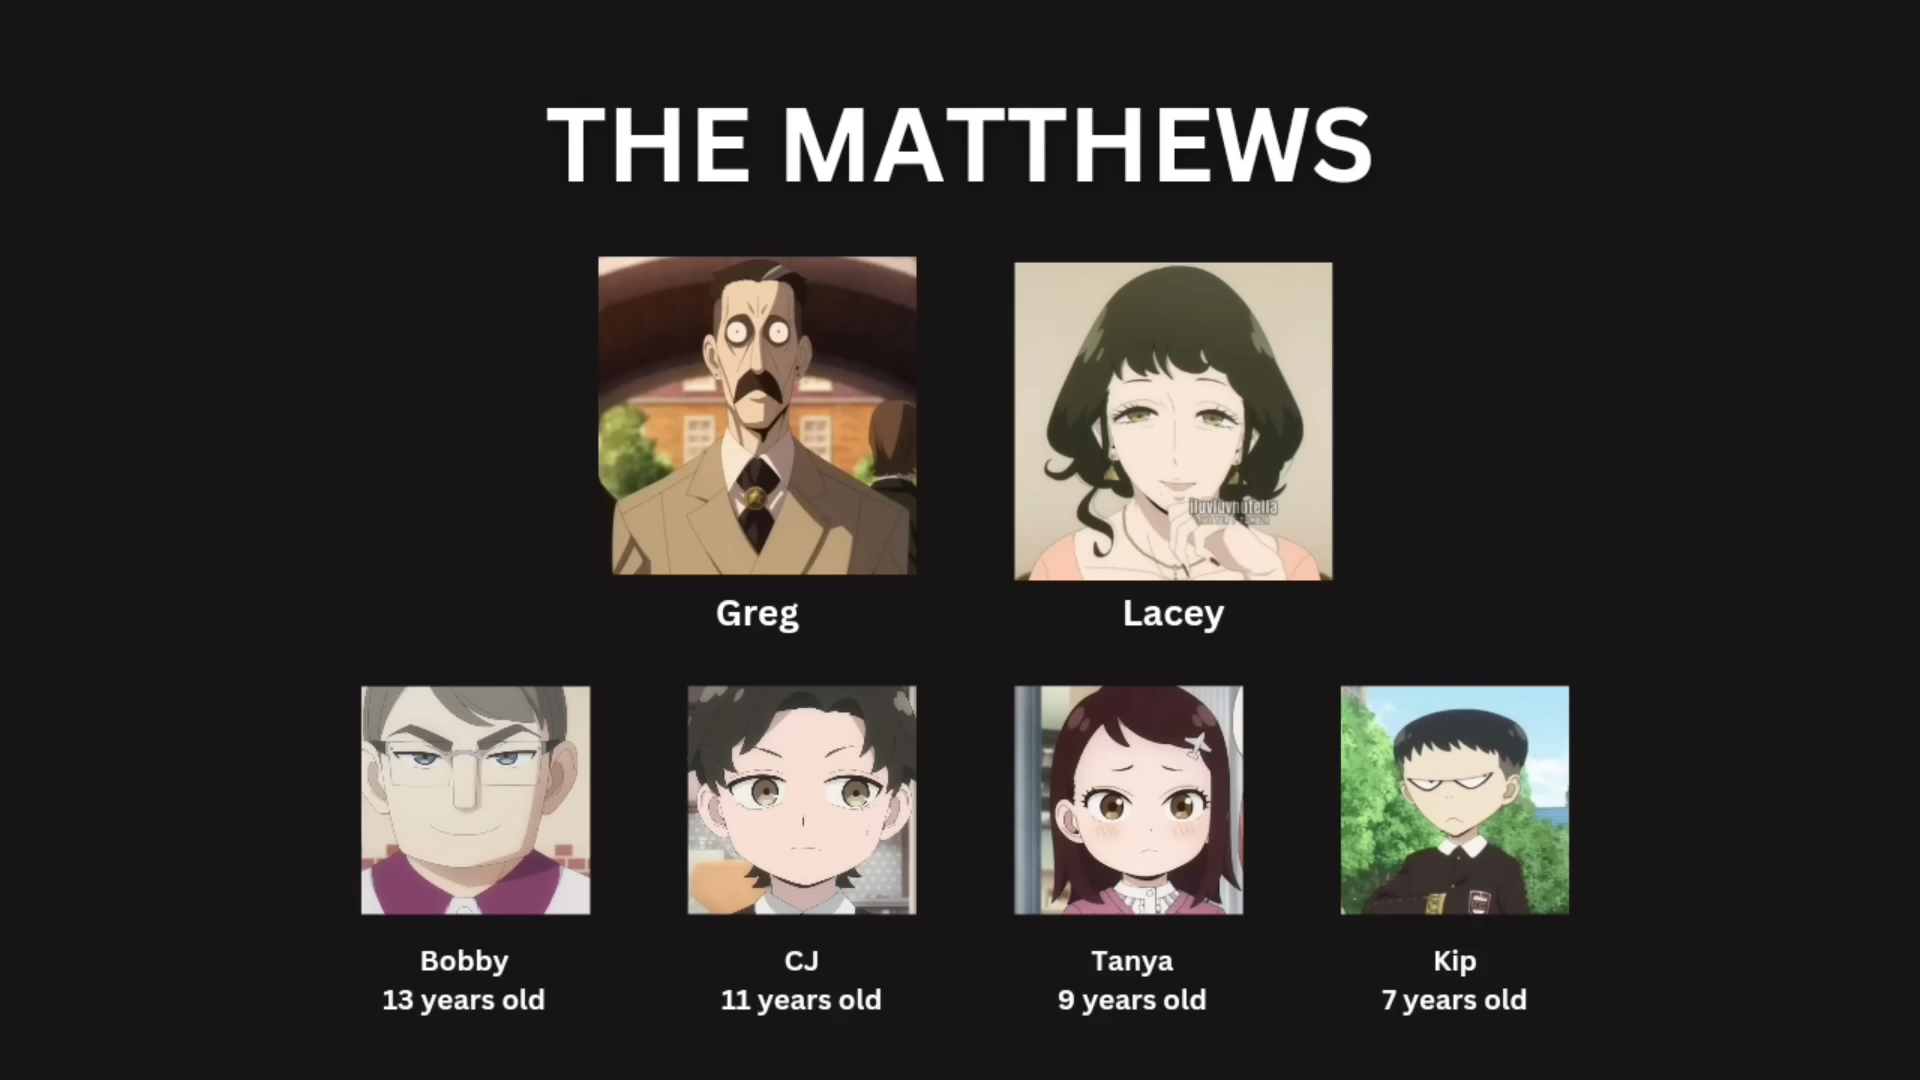 THE MATTHEWS
iluvluvnutella
Greg
Lacey
Bobby
CJ
Tanya
Kip
13 years old
11 years old
9 years old
7 years old